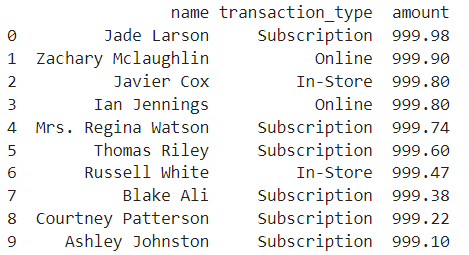 name transaction_type amount
0 Jade Larson Subscription 999.98
1 Zachary Mclaughlin Online 999.90
2 Javier Cox In-Store 999.80
3 Ian Jennings Online 999.80
4 Mrs. Regina Watson Subscription 999.74
5 Thomas Riley Subscription 999.60
6 Russell White In-Store 999.47
7 Blake Ali Subscription 999.38
8 Courtney Patterson Subscription 999.22
9 Ashley Johnston Subscription 999.10